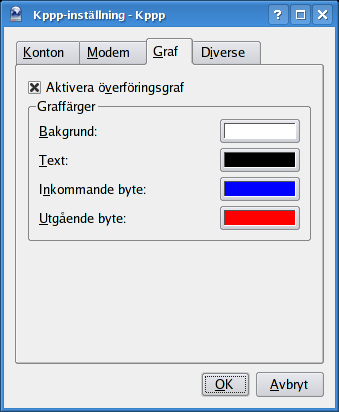 Kppp-inställning - Kppp
Konton Modem Graf Diverse
Aktivera överföringsgraf
Graffärger
Bakgrund:
Text:
Inkommande byte:
Utgående byte:
OK Avbryt